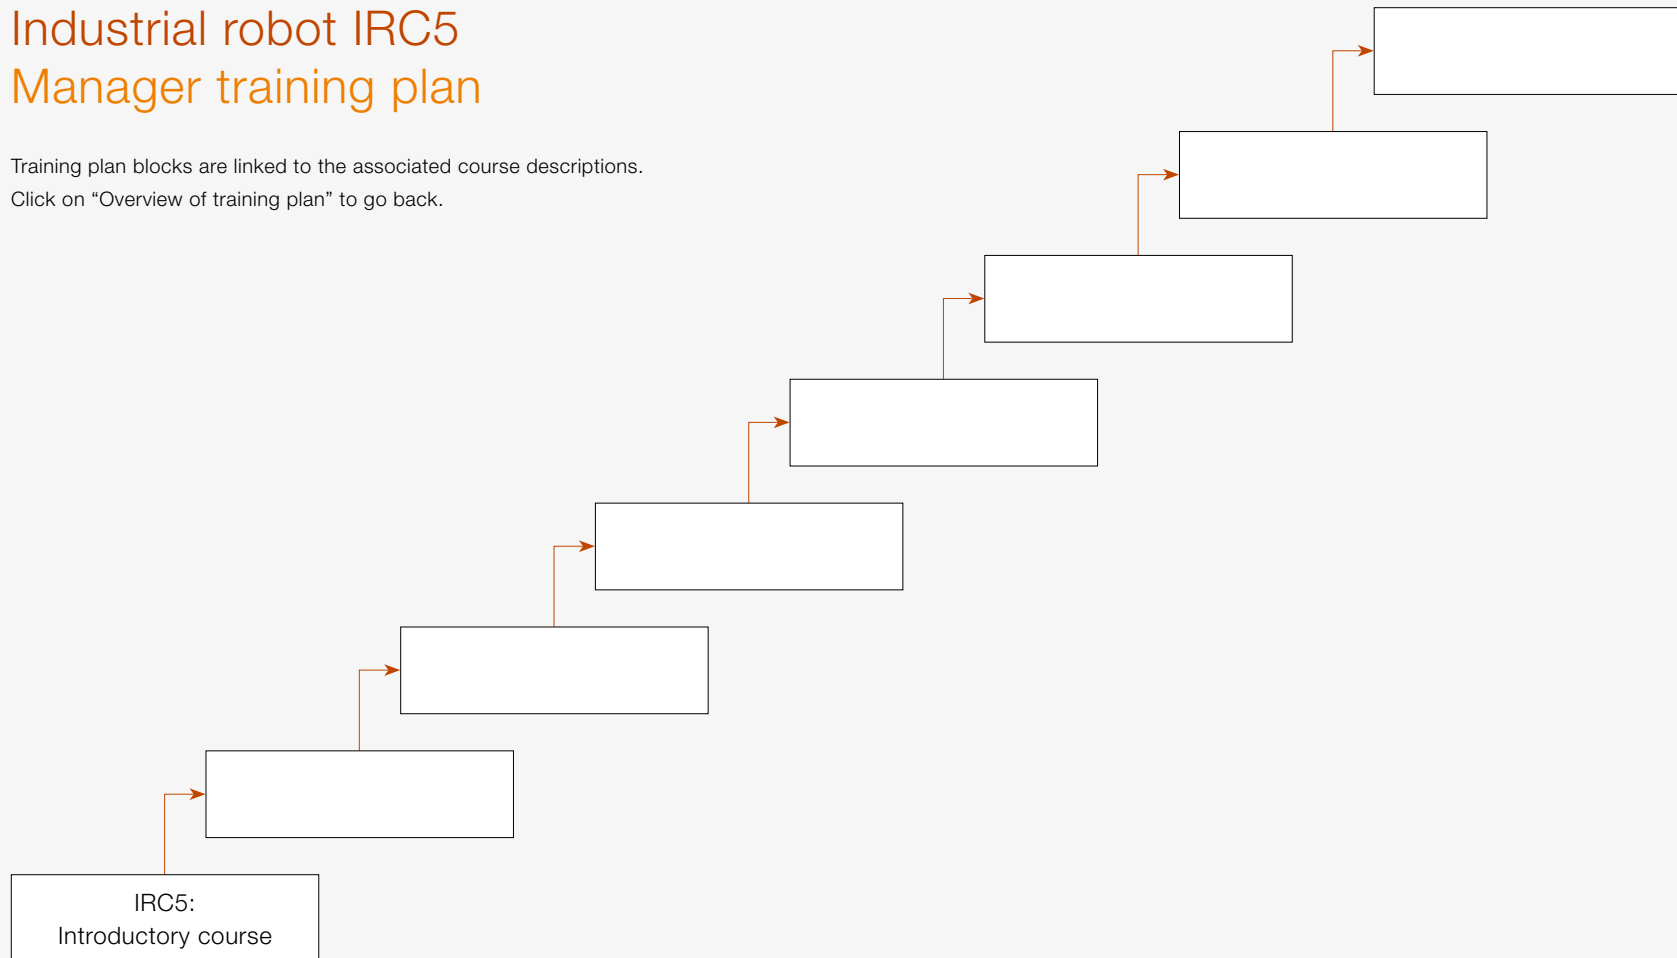 Industrial robot IRC5
Manager training plan
Training plan blocks are linked to the associated course descriptions.
Click on “Overview of training plan” to go back.
IRC5:
Introductory course